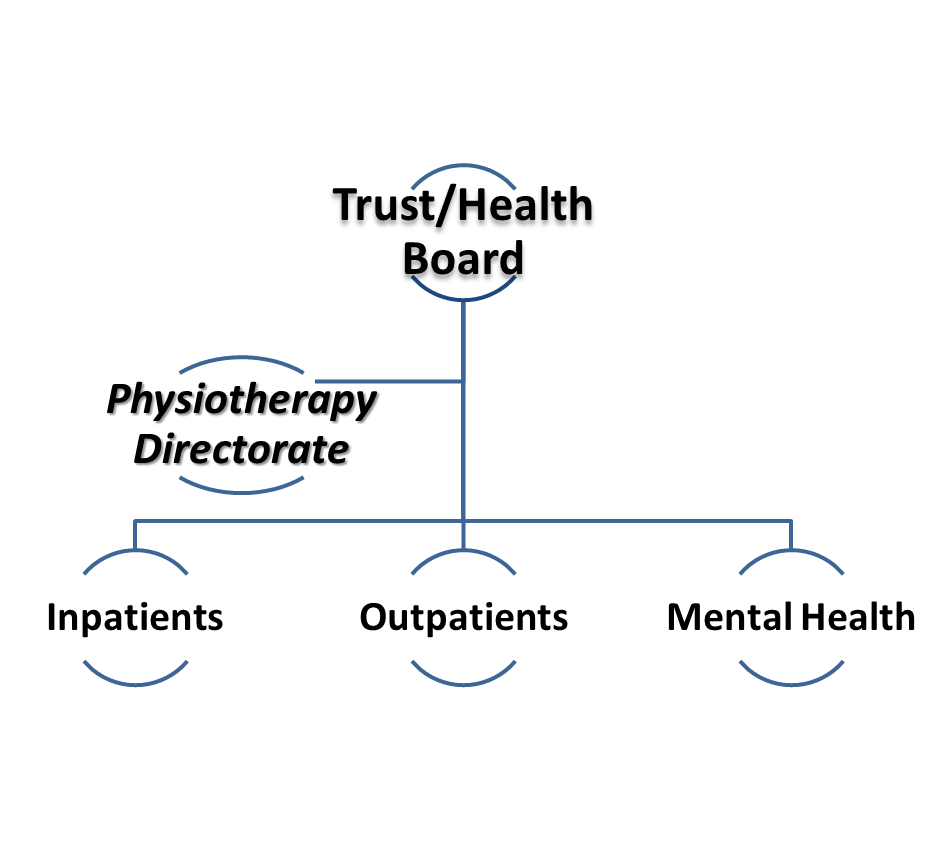 Trust/Health
Board
Physiotherapy
Directorate
Inpatients
Outpatients
Mental Health